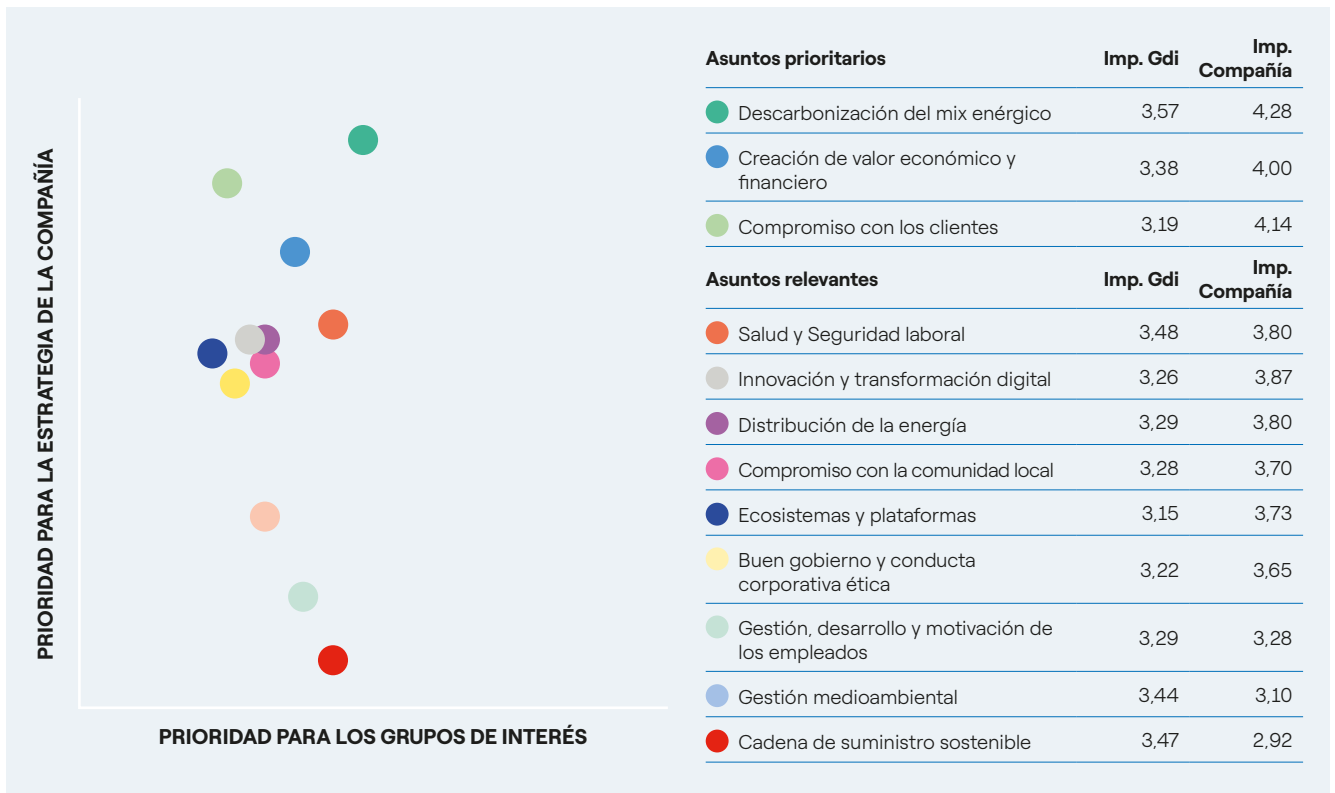 PRIORIDAD PARA LA ESTRATEGIA DE LA COMPAÑÍA
PRIORIDAD PARA LOS GRUPOS DE INTERÉS
Asuntos prioritarios Imp. Gdi Imp.
Compañía
Descarbonización del mix enérgico 3,57 4,28
Creación de valor económico y
financiero 3,38 4,00
Compromiso con los clientes 3,19 4,14
Asuntos relevantes Imp. Gdi Imp.
Compañía
Salud y Seguridad laboral 3,48 3,80
Innovación y transformación digital 3,26 3,87
Distribución de la energía 3,29 3,80
Compromiso con la comunidad local 3,28 3,70
Ecosistemas y plataformas 3,15 3,73
Buen gobierno y conducta
corporativa ética 3,22 3,65
Gestión, desarrollo y motivación de
los empleados 3,29 3,28
Gestión medioambiental 3,44 3,10
Cadena de suministro sostenible 3,47 2,92